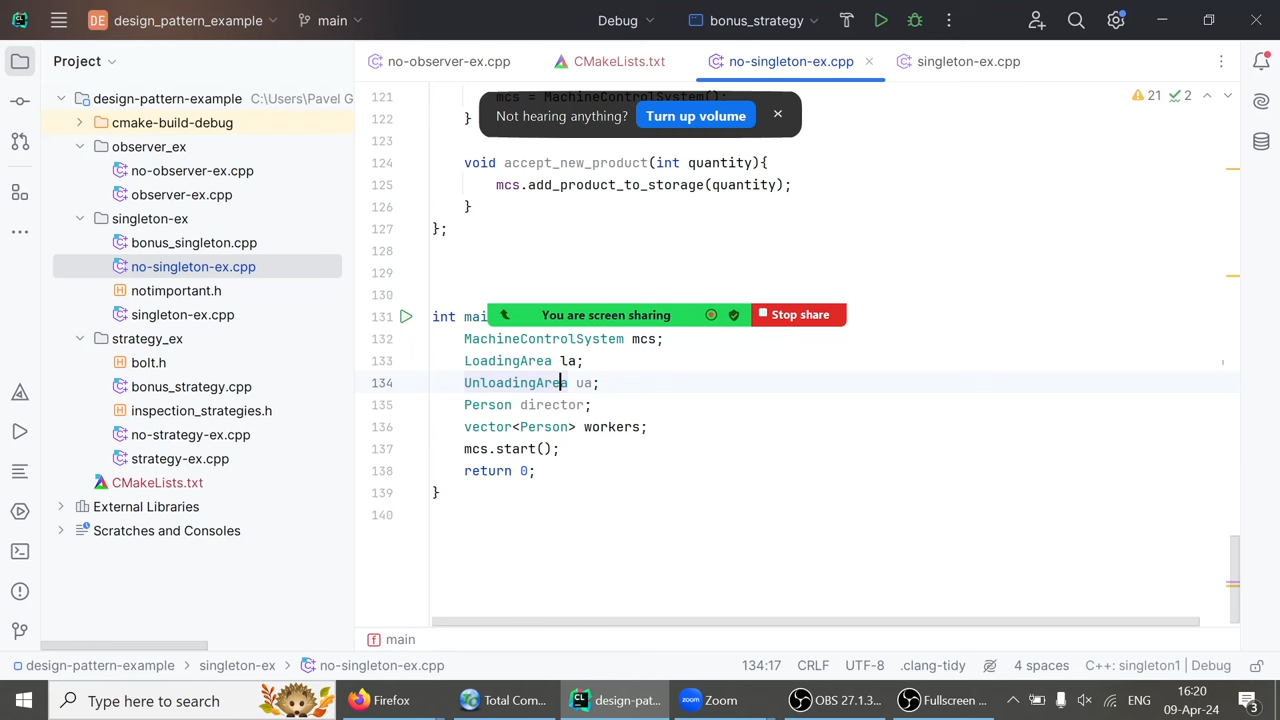 DE design_pattern_example main Debug bonus_strategy
Project
no-observer-ex.cpp CMakeLists.txt no-singleton-ex.cpp singleton-ex.cpp
design-pattern-example C:\Users\Pavel G
cmake-build-debug
observer_ex
no-observer-ex.cpp
observer-ex.cpp
singleton-ex
bonus_singleton.cpp
no-singleton-ex.cpp
notimportant.h
singleton-ex.cpp
strategy_ex
bolt.h
bonus_strategy.cpp
inspection_strategies.h
no-strategy-ex.cpp
strategy-ex.cpp
CMakeLists.txt
External Libraries
Scratches and Consoles
21 2
Not hearing anything? Turn up volume
121 mcs = MachineControlSystem();
122 }
123
124 void accept_new_product(int quantity){
125 mcs.add_product_to_storage(quantity);
126 }
127 };
128
129
130
You are screen sharing Stop share
131 int mai
132 MachineControlSystem mcs;
133 LoadingArea la;
134 UnloadingArea ua;
135 Person director;
136 vector<Person> workers;
137 mcs.start();
138 return 0;
139 }
140
f main
design-pattern-example singleton-ex no-singleton-ex.cpp 134:17 CRLF UTF-8 .clang-tidy 4 spaces C++: singleton1 | Debug
Type here to search Firefox Total Com... design-pat... zoom Zoom OBS 27.1.3... Fullscreen ... ENG 16:20
09-Apr-24 3